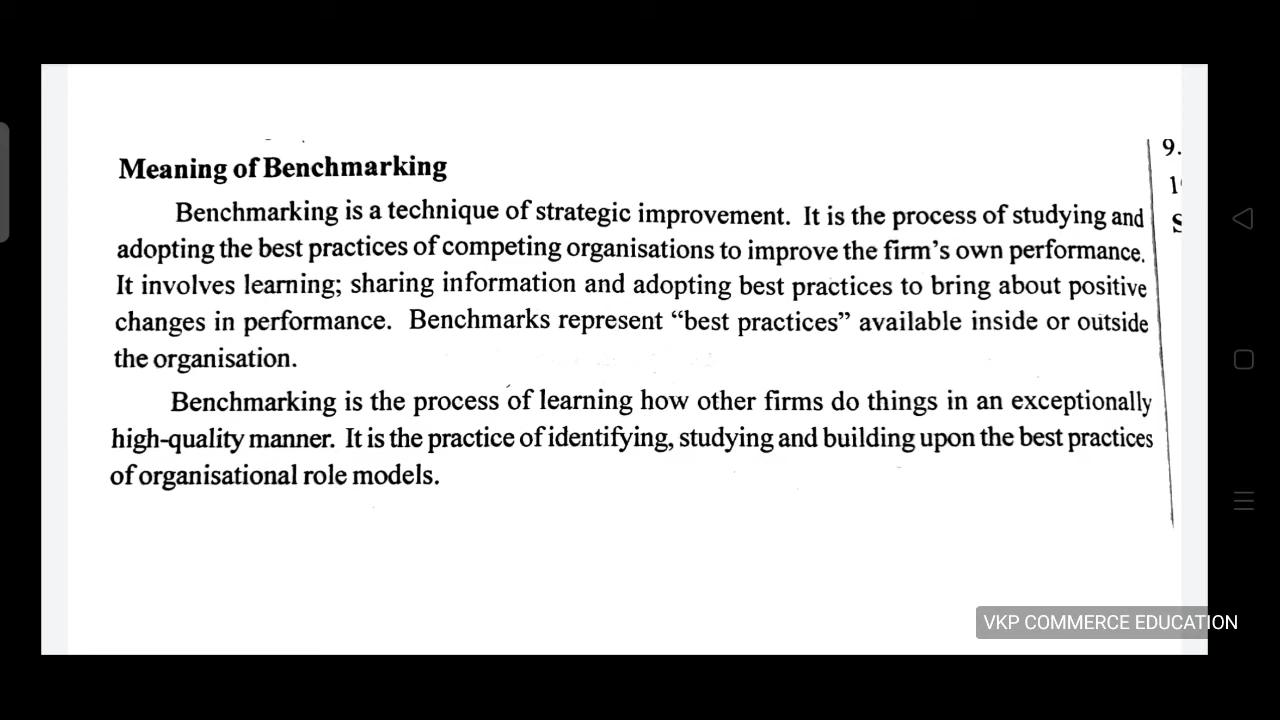 Meaning of Benchmarking
Benchmarking is a technique of strategic improvement. It is the process of studying and
adopting the best practices of competing organisations to improve the firm's own performance.
It involves learning; sharing information and adopting best practices to bring about positive
changes in performance. Benchmarks represent “best practices” available inside or outside
the organisation.
Benchmarking is the process of learning how other firms do things in an exceptionally
high-quality manner. It is the practice of identifying, studying and building upon the best practices
of organisational role models.
9.
VKP COMMERCE EDUCATION